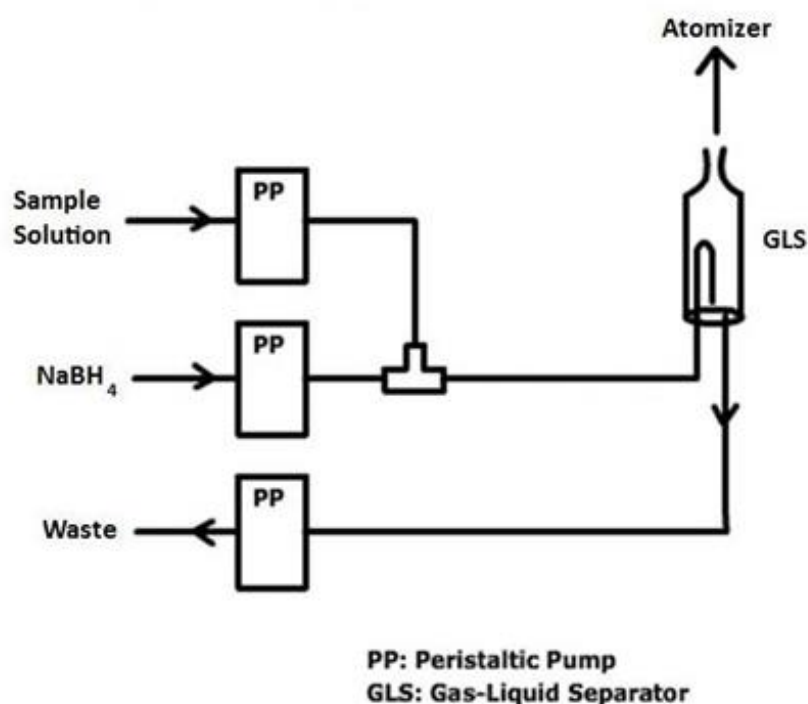 Atomizer
PP
Sample
Solution
GLS
PP
NaBH₄
PP
Waste
PP: Peristaltic Pump
GLS: Gas-Liquid Separator